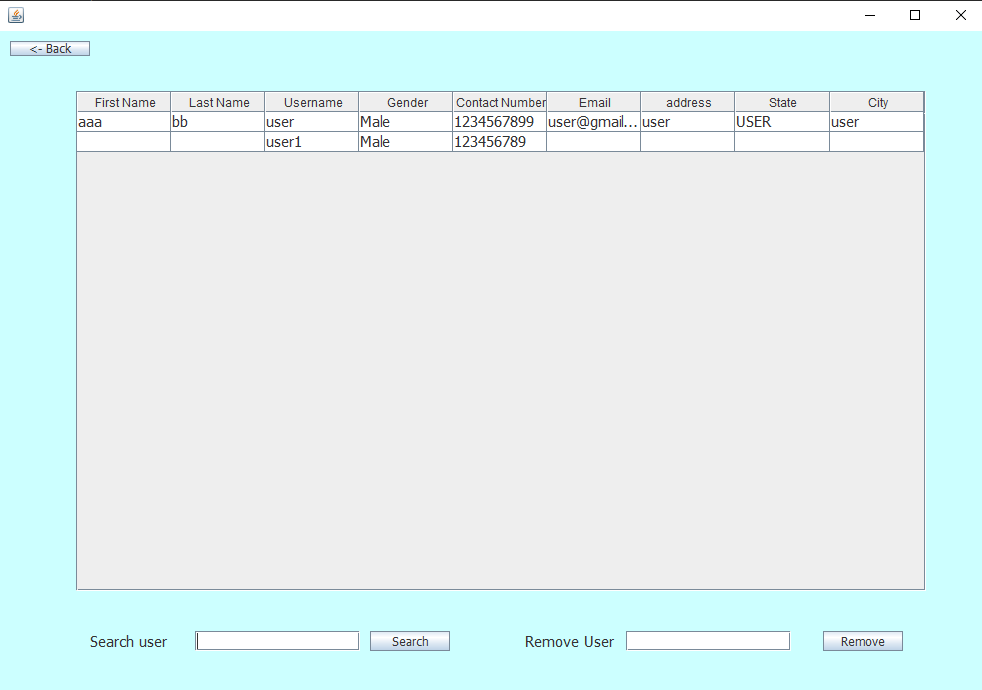 <- Back
First Name Last Name Username Gender Contact Number Email address State City
aaa bb user Male 1234567899 user@gmail... user USER user
user1 Male 123456789
Search user Search Remove User Remove